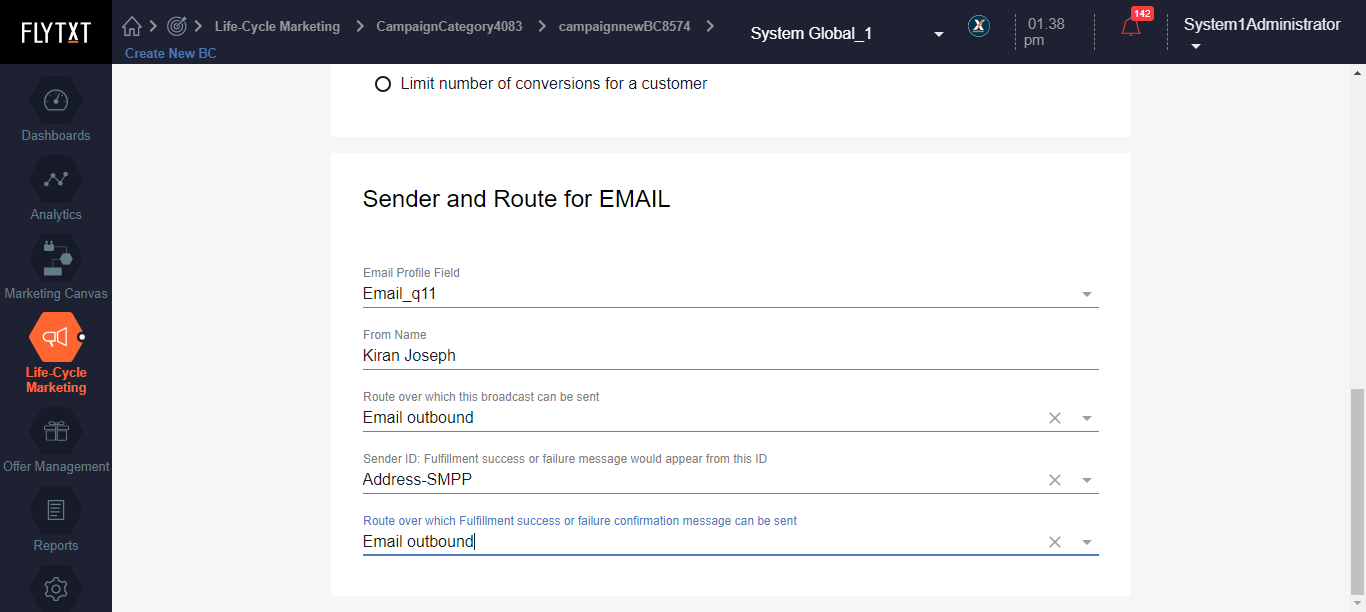 FLYTXT
Life-Cycle Marketing
CampaignCategory4083
campaignnewBC8574
Create New BC
System Global_1
X
01.38
pm
142
System1Administrator
Dashboards
Analytics
Marketing Canvas
Life-Cycle
Marketing
Offer Management
Reports
Limit number of conversions for a customer
Sender and Route for EMAIL
Email Profile Field
Email_q11
From Name
Kiran Joseph
Route over which this broadcast can be sent
Email outbound
Sender ID: Fulfillment success or failure message would appear from this ID
Address-SMPP
Route over which Fulfillment success or failure confirmation message can be sent
Email outbound